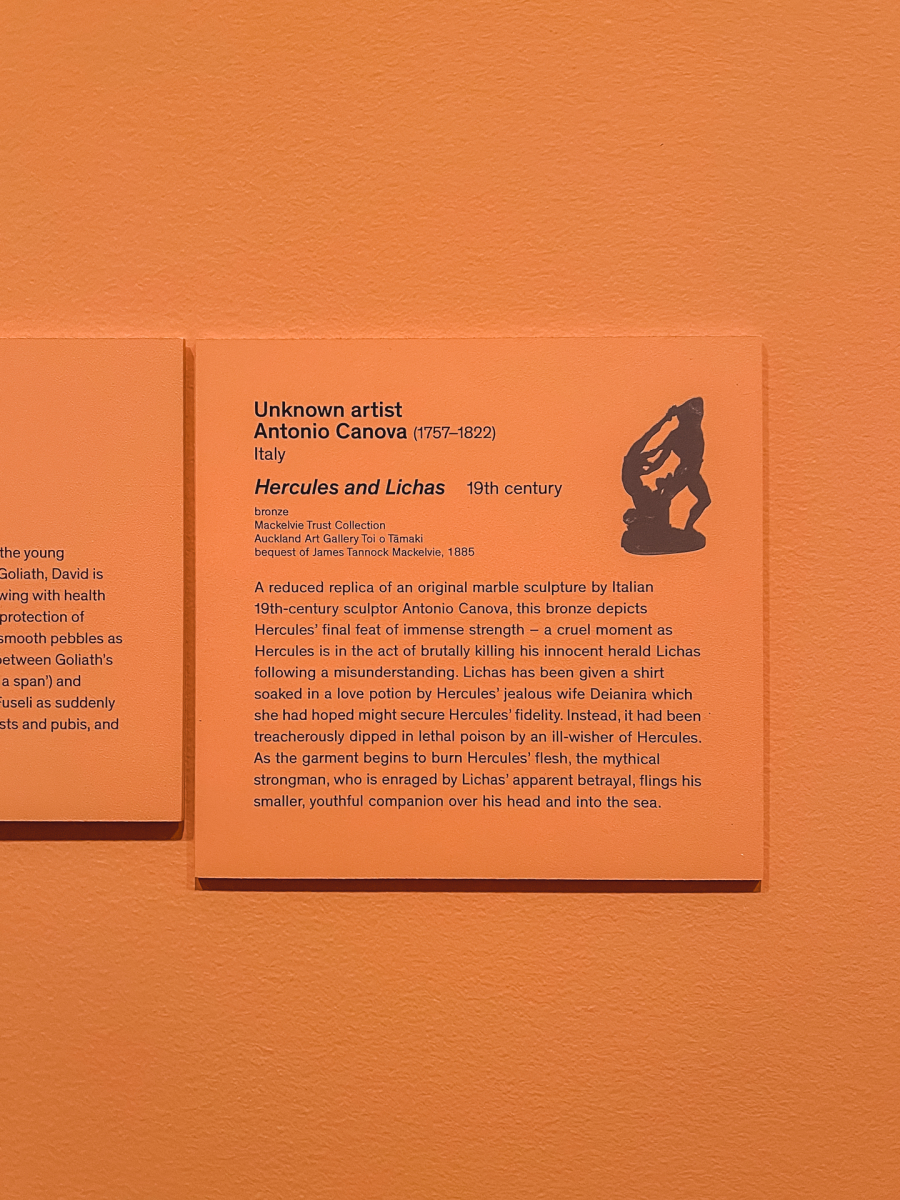 the young
Goliath, David is
wing with health
protection of
smooth pebbles as
between Goliath's
a span') and
Fuseli as suddenly
sts and pubis, and
Unknown artist
Antonio Canova (1757–1822)
Italy
Hercules and Lichas 19th century
bronze
Mackelvie Trust Collection
Auckland Art Gallery Toi o Tāmaki
bequest of James Tannock Mackelvie, 1885
A reduced replica of an original marble sculpture by Italian
19th-century sculptor Antonio Canova, this bronze depicts
Hercules' final feat of immense strength – a cruel moment as
Hercules is in the act of brutally killing his innocent herald Lichas
following a misunderstanding. Lichas has been given a shirt
soaked in a love potion by Hercules' jealous wife Deianira which
she had hoped might secure Hercules' fidelity. Instead, it had been
treacherously dipped in lethal poison by an ill-wisher of Hercules.
As the garment begins to burn Hercules' flesh, the mythical
strongman, who is enraged by Lichas' apparent betrayal, flings his
smaller, youthful companion over his head and into the sea.